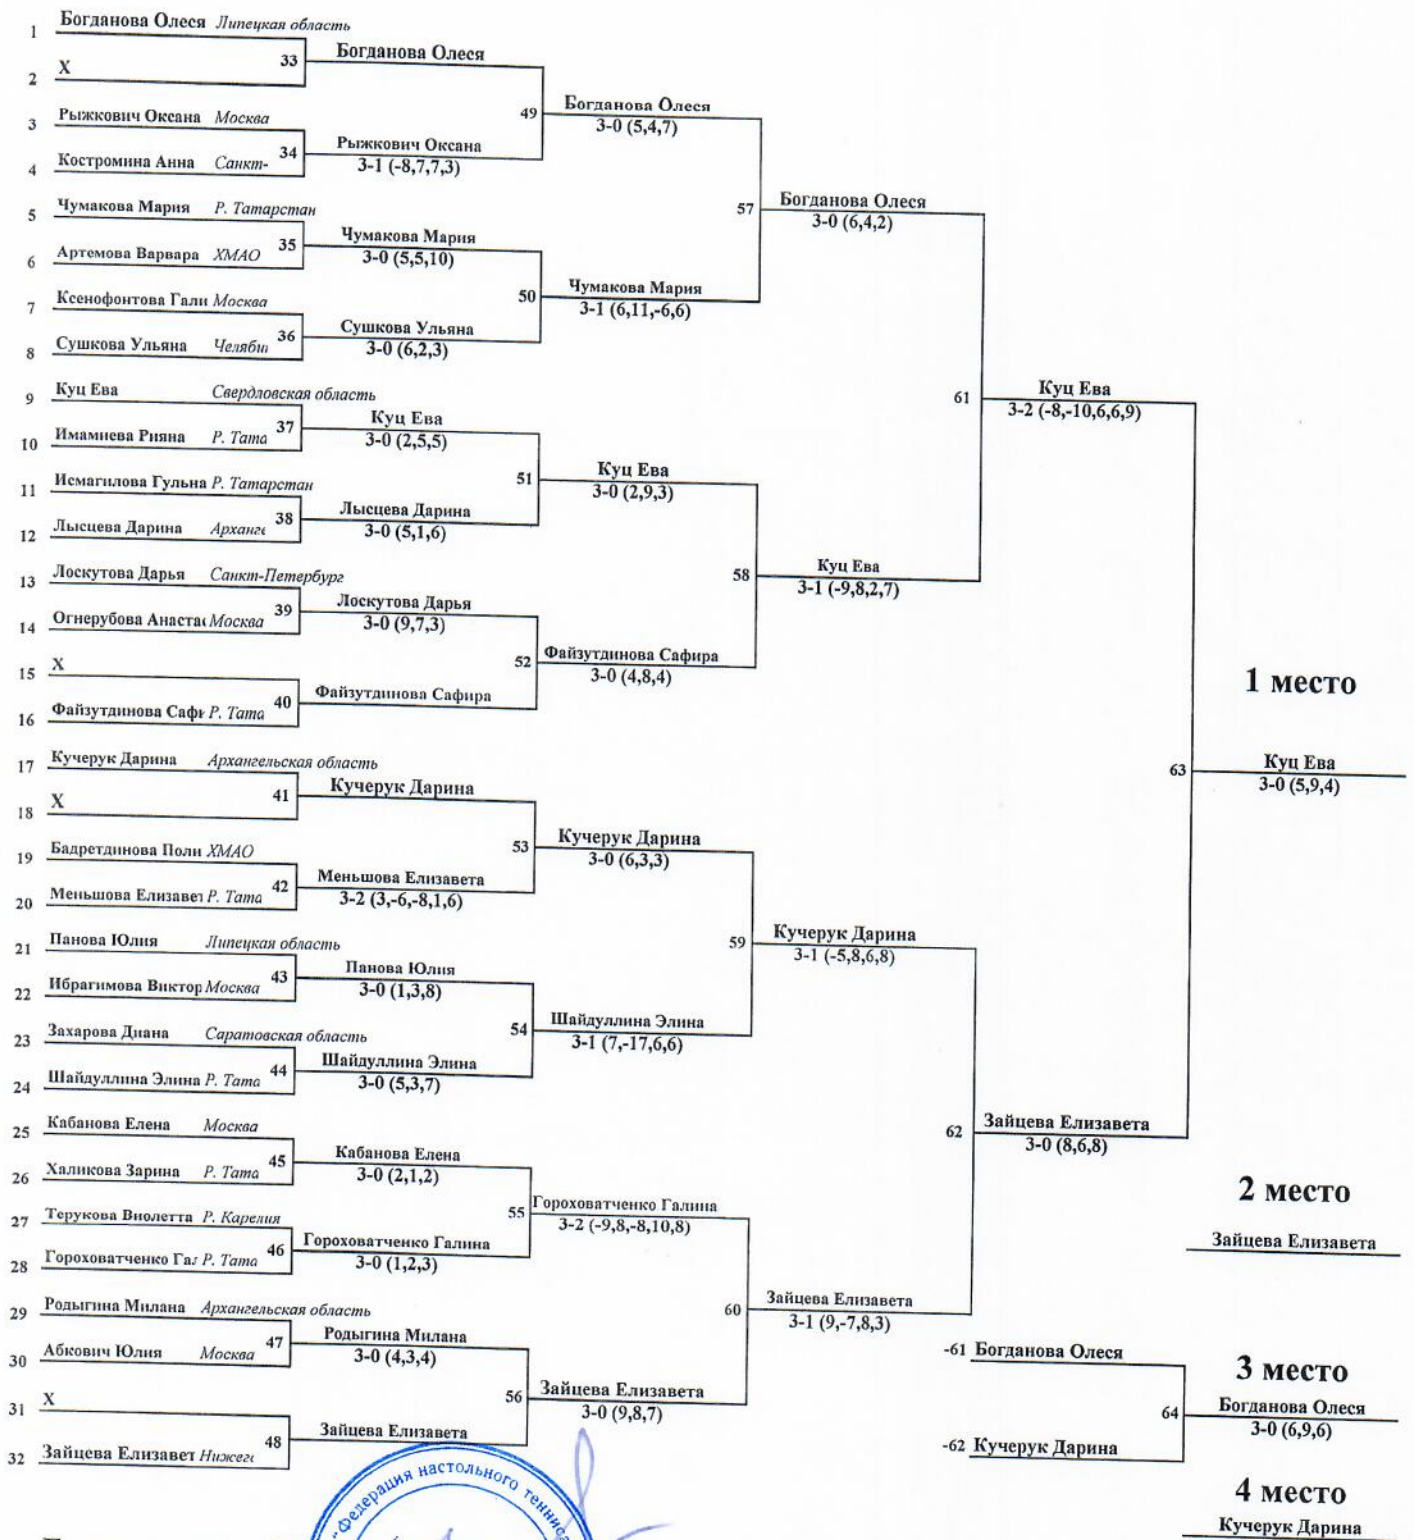 1 Богданова Олеся Липецкая область
33 Богданова Олеся
2 X
49 Богданова Олеся
3-0 (5,4,7)
3 Рыжкович Оксана Москва
34 Рыжкович Оксана
3-1 (-8,7,7,3)
4 Костромина Анна Санкт-
57 Богданова Олеся
3-0 (6,4,2)
5 Чумакова Мария Р. Татарстан
35 Чумакова Мария
3-0 (5,5,10)
6 Артемова Варвара ХМАО
50 Чумакова Мария
3-1 (6,11,-6,6)
7 Ксенофонтова Гали Москва
36 Сушкова Ульяна
3-0 (6,2,3)
8 Сушкова Ульяна Челяби
61 Куц Ева
3-2 (-8,-10,6,6,9)
9 Куц Ева Свердловская область
37 Куц Ева
3-0 (2,5,5)
10 Имамиева Рияна Р. Тата
51 Куц Ева
3-0 (2,9,3)
11 Исмагилова Гульна Р. Татарстан
38 Лысцева Дарина
3-0 (5,1,6)
12 Лысцева Дарина Арханге
58 Куц Ева
3-1 (-9,8,2,7)
13 Лоскутова Дарья Санкт-Петербург
39 Лоскутова Дарья
3-0 (9,7,3)
14 Огнерубова Анаста Москва
52 Файзутдинова Сафира
3-0 (4,8,4)
15 X
40 Файзутдинова Сафира
16 Файзутдинова Сафи Р. Тата
1 место
63 Куц Ева
3-0 (5,9,4)
17 Кучерук Дарина Архангельская область
41 Кучерук Дарина
18 X
53 Кучерук Дарина
3-0 (6,3,3)
19 Бадретдинова Поли ХМАО
42 Меньшова Елизавета
3-2 (3,-6,-8,1,6)
20 Меньшова Елизавет Р. Тата
59 Кучерук Дарина
3-1 (-5,8,6,8)
21 Панова Юлия Липецкая область
43 Панова Юлия
3-0 (1,3,8)
22 Ибрагимова Виктор Москва
54 Шайдуллина Элина
3-1 (7,-17,6,6)
23 Захарова Диана Саратовская область
44 Шайдуллина Элина
3-0 (5,3,7)
24 Шайдуллина Элина Р. Тата
62 Зайцева Елизавета
3-0 (8,6,8)
25 Кабанова Елена Москва
45 Кабанова Елена
3-0 (2,1,2)
26 Халикова Зарина Р. Тата
55 Гороховатченко Галина
3-2 (-9,8,-8,10,8)
2 место
Зайцева Елизавета
27 Терукова Виолетта Р. Карелия
46 Гороховатченко Галина
3-0 (1,2,3)
28 Гороховатченко Гал Р. Тата
60 Зайцева Елизавета
3-1 (9,-7,8,3)
29 Родыгина Милана Архангельская область
47 Родыгина Милана
3-0 (4,3,4)
30 Абкович Юлия Москва
56 Зайцева Елизавета
3-0 (9,8,7)
31 X
48 Зайцева Елизавета
32 Зайцева Елизавет Нижего
-61 Богданова Олеся
3 место
64 Богданова Олеся
3-0 (6,9,6)
-62 Кучерук Дарина
4 место
Кучерук Дарина
"Федерация настольного тенниса